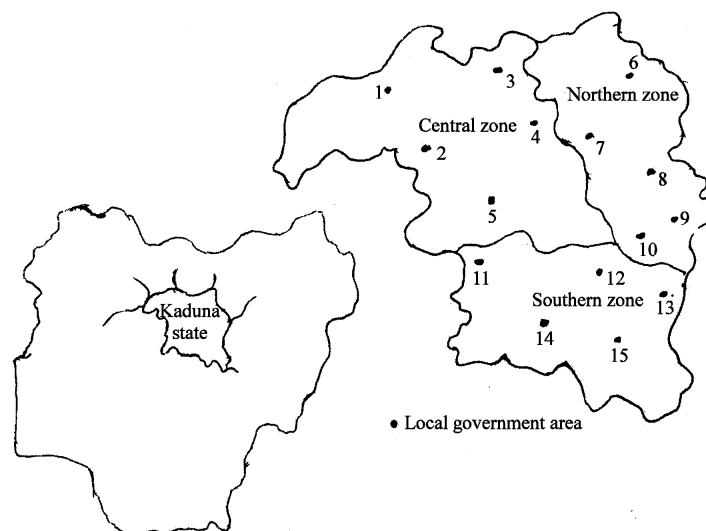 6
3
1
Northern zone
Central zone
4
7
2
8
5
9
10
11
12
Kaduna
state
Southern zone
13
14
15
Local government area